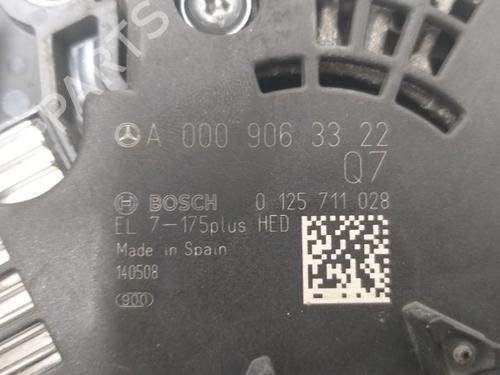 PARTS
A 000 906 33 22
Q7
BOSCH 0 125 711 028
EL 7-175plus HED
Made in Spain
140508
900